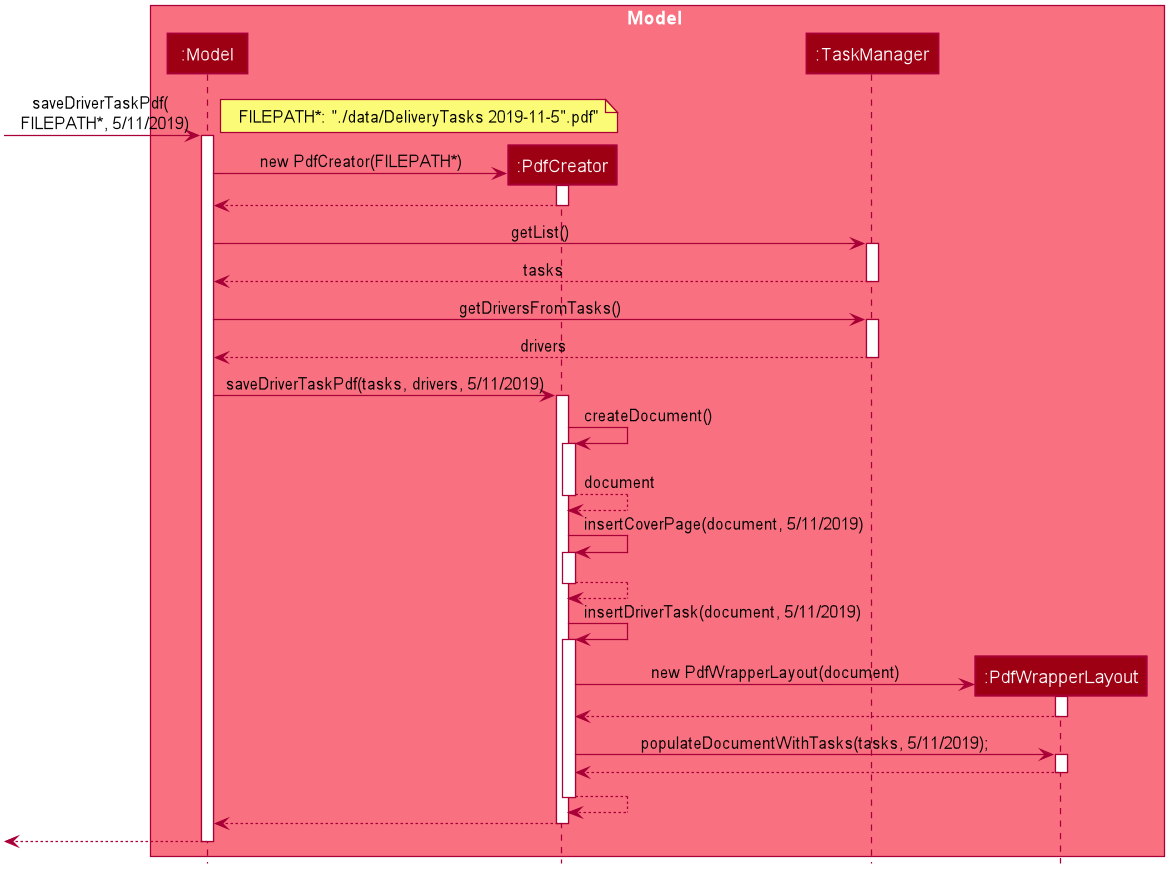 Model
:Model
:TaskManager
saveDriverTaskPdf(
FILEPATH*, 5/11/2019)
FILEPATH*: "./data/DeliveryTasks 2019-11-5".pdf"
new PdfCreator(FILEPATH*)
:PdfCreator
getList()
tasks
getDriversFromTasks()
drivers
saveDriverTaskPdf(tasks, drivers, 5/11/2019)
createDocument()
document
insertCoverPage(document, 5/11/2019)
insertDriverTask(document, 5/11/2019)
new PdfWrapperLayout(document)
:PdfWrapperLayout
populateDocumentWithTasks(tasks, 5/11/2019);